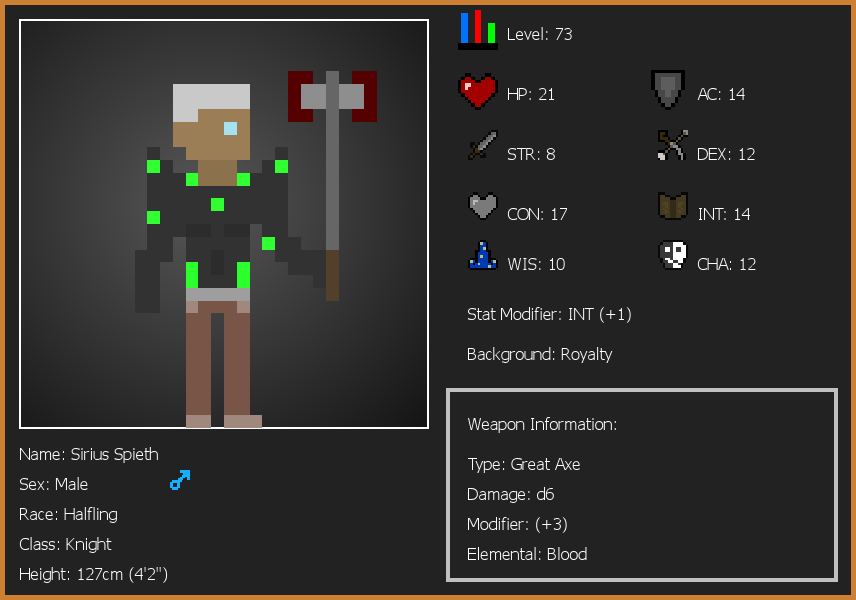 Level: 73
HP: 21
AC: 14
STR: 8
DEX: 12
CON: 17
INT: 14
WIS: 10
CHA: 12
Stat Modifier: INT (+1)
Background: Royalty
Weapon Information:
Type: Great Axe
Damage: d6
Modifier: (+3)
Elemental: Blood
Name: Sirius Spieth
Sex: Male
Race: Halfling
Class: Knight
Height: 127cm (4'2")